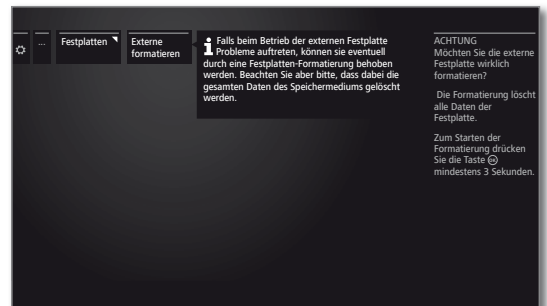 ...
Festplatten
Externe
formatieren
Falls beim Betrieb der externen Festplatte
Probleme auftreten, können sie eventuell
durch eine Festplatten-Formatierung behoben
werden. Beachten Sie aber bitte, dass dabei die
gesamten Daten des Speichermediums gelöscht
werden.
ACHTUNG
Möchten Sie die externe
Festplatte wirklich
formatieren?
Die Formatierung löscht
alle Daten der
Festplatte.
Zum Starten der
Formatierung drücken
Sie die Taste OK
mindestens 3 Sekunden.